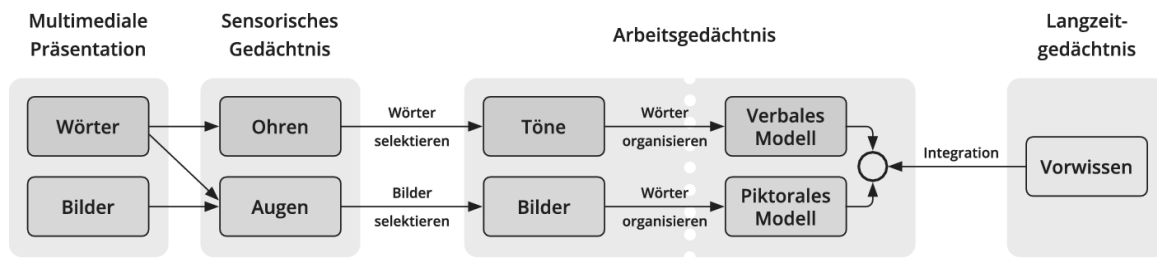 Multimediale
Präsentation
Sensorisches
Gedächtnis
Arbeitsgedächtnis
Langzeit-
gedächtnis
Wörter
Ohren
Wörter
selektieren
Töne
Wörter
organisieren
Verbales
Modell
Integration
Vorwissen
Bilder
Augen
Bilder
selektieren
Bilder
Wörter
organisieren
Piktorales
Modell